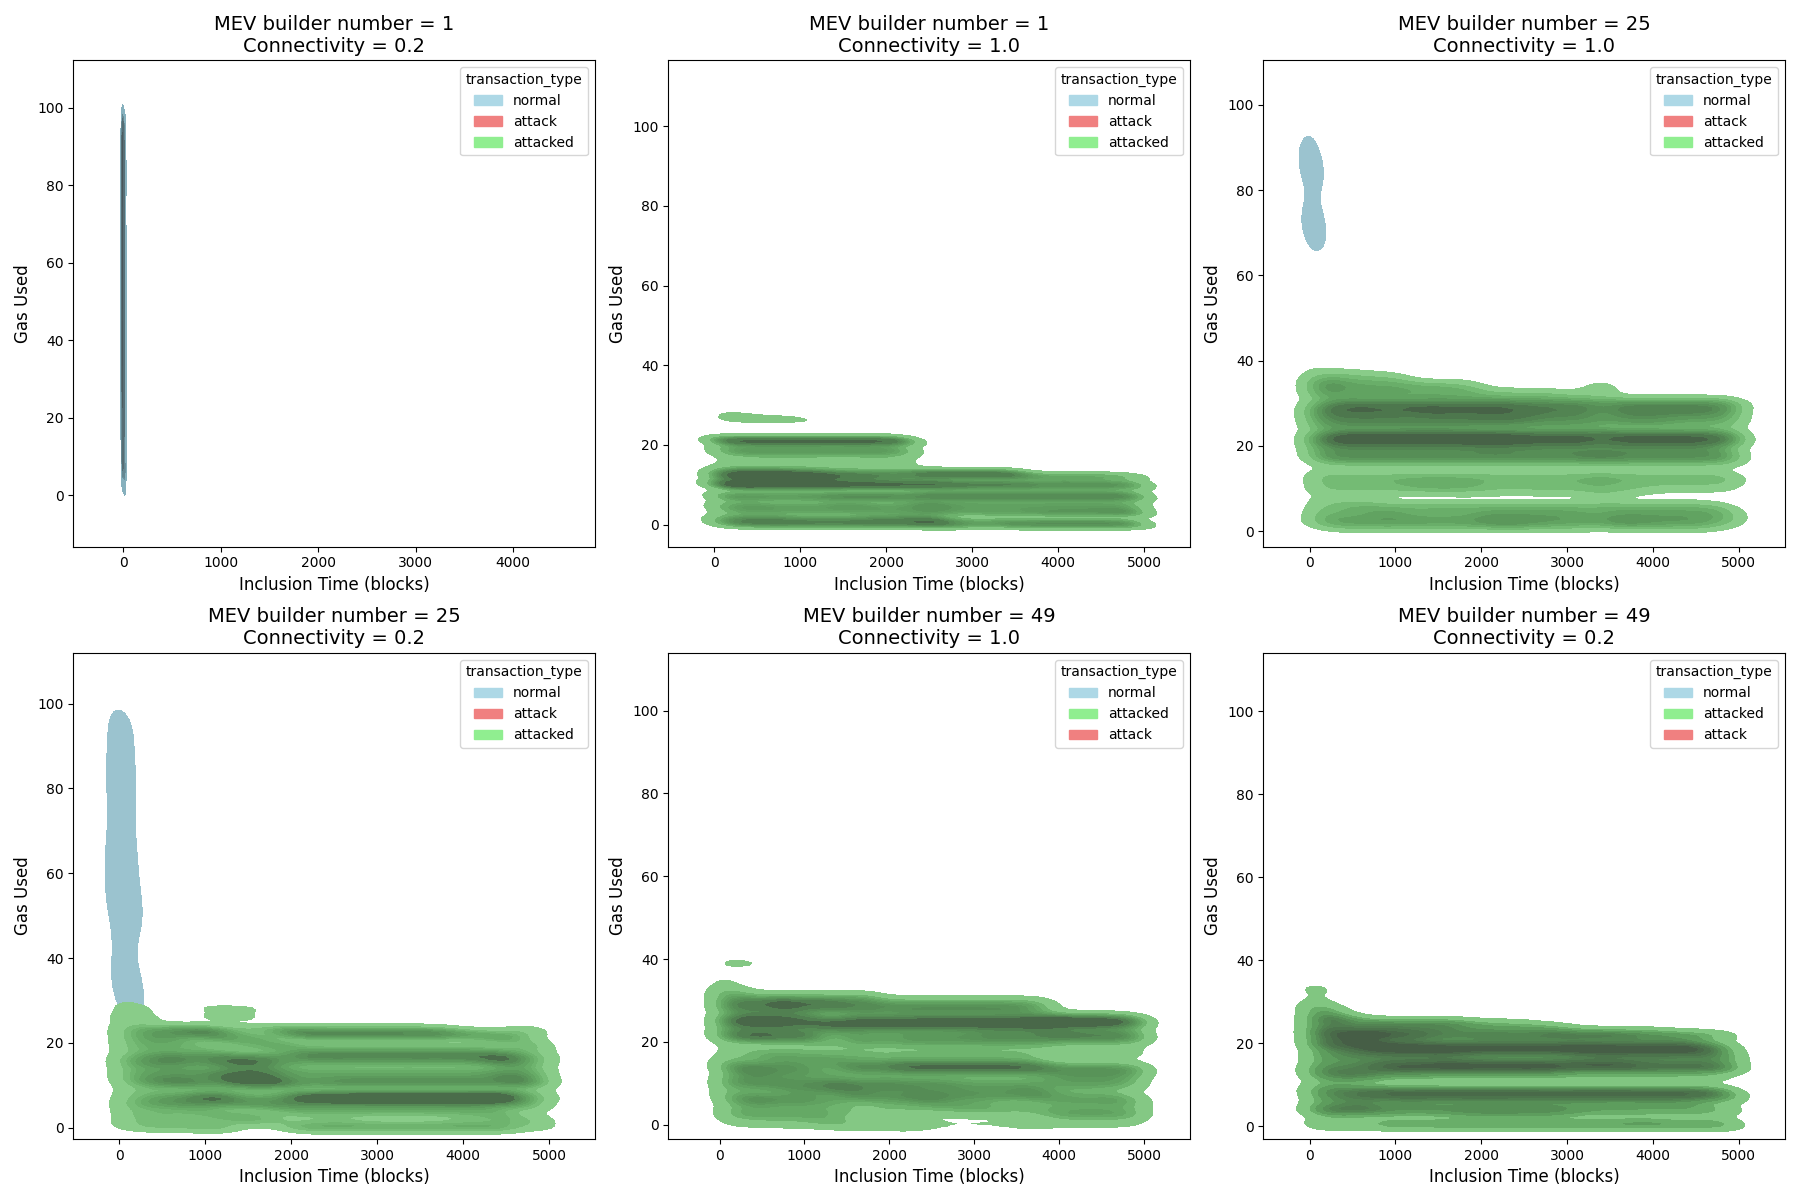 MEV builder number = 1
Connectivity = 0.2
transaction_type
normal
attack
attacked
100
80
60
40
20
0
Gas Used
0 1000 2000 3000 4000
Inclusion Time (blocks)
MEV builder number = 1
Connectivity = 1.0
transaction_type
normal
attack
attacked
100
80
60
40
20
0
Gas Used
0 1000 2000 3000 4000 5000
Inclusion Time (blocks)
MEV builder number = 25
Connectivity = 1.0
transaction_type
normal
attack
attacked
100
80
60
40
20
0
Gas Used
0 1000 2000 3000 4000 5000
Inclusion Time (blocks)
MEV builder number = 25
Connectivity = 0.2
transaction_type
normal
attack
attacked
100
80
60
40
20
0
Gas Used
0 1000 2000 3000 4000 5000
Inclusion Time (blocks)
MEV builder number = 49
Connectivity = 1.0
transaction_type
normal
attacked
attack
100
80
60
40
20
0
Gas Used
0 1000 2000 3000 4000 5000
Inclusion Time (blocks)
MEV builder number = 49
Connectivity = 0.2
transaction_type
normal
attacked
attack
100
80
60
40
20
0
Gas Used
0 1000 2000 3000 4000 5000
Inclusion Time (blocks)